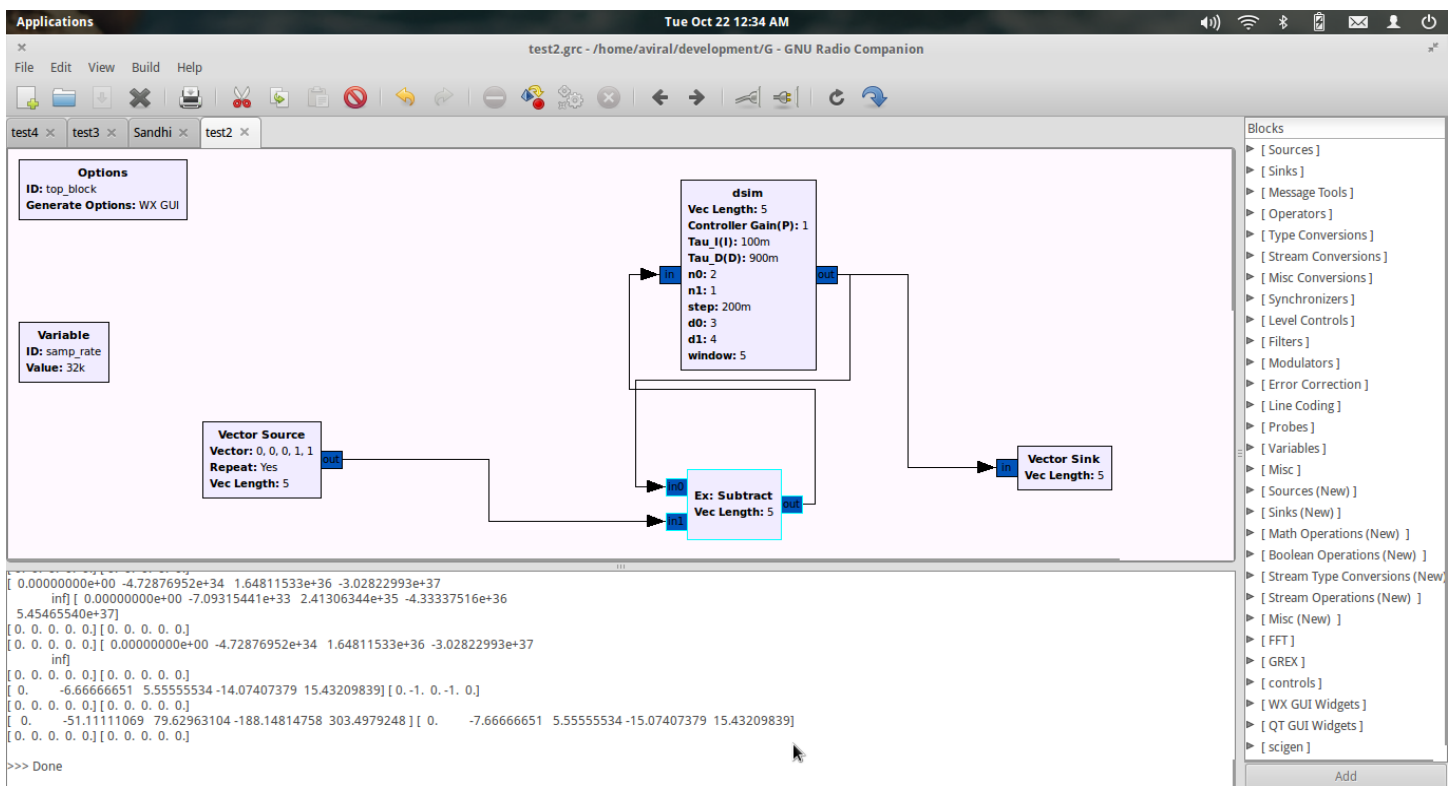 Applications
Tue Oct 22 12:34 AM
test2.grc - /home/aviral/development/G - GNU Radio Companion
File Edit View Build Help
test4 test3 Sandhi test2
Options
ID: top_block
Generate Options: WX GUI
Variable
ID: samp_rate
Value: 32k
Vector Source
Vector: 0, 0, 0, 1, 1
Repeat: Yes
Vec Length: 5
out
dsim
Vec Length: 5
Controller Gain(P): 1
Tau_I(I): 100m
Tau_D(D): 900m
in
n0: 2
out
n1: 1
step: 200m
d0: 3
d1: 4
window: 5
in0
in1
Ex: Subtract
Vec Length: 5
out
in
Vector Sink
Vec Length: 5
[ 0.00000000e+00 -4.72876952e+34 1.64811533e+36 -3.02822993e+37
inf] [ 0.00000000e+00 -7.09315441e+33 2.41306344e+35 -4.33337516e+36
5.45465540e+37]
[ 0. 0. 0. 0. 0.] [ 0. 0. 0. 0. 0.]
[ 0. 0. 0. 0. 0.] [ 0.00000000e+00 -4.72876952e+34 1.64811533e+36 -3.02822993e+37
inf]
[ 0. 0. 0. 0. 0.] [ 0. 0. 0. 0. 0.]
[ 0. -6.66666651 5.55555534 -14.07407379 15.43209839] [ 0. -1. 0. -1. 0.]
[ 0. 0. 0. 0. 0.] [ 0. 0. 0. 0. 0.]
[ 0. -51.11111069 79.62963104 -188.14814758 303.4979248 ] [ 0. -7.66666651 5.55555534 -15.07407379 15.43209839]
[ 0. 0. 0. 0. 0.] [ 0. 0. 0. 0. 0.]
>>> Done
Blocks
[ Sources ]
[ Sinks ]
[ Message Tools ]
[ Operators ]
[ Type Conversions ]
[ Stream Conversions ]
[ Misc Conversions ]
[ Synchronizers ]
[ Level Controls ]
[ Filters ]
[ Modulators ]
[ Error Correction ]
[ Line Coding ]
[ Probes ]
[ Variables ]
[ Misc ]
[ Sources (New) ]
[ Sinks (New) ]
[ Math Operations (New) ]
[ Boolean Operations (New) ]
[ Stream Type Conversions (New)
[ Stream Operations (New) ]
[ Misc (New) ]
[ FFT ]
[ GREX ]
[ controls ]
[ WX GUI Widgets ]
[ QT GUI Widgets ]
[ scigen ]
Add